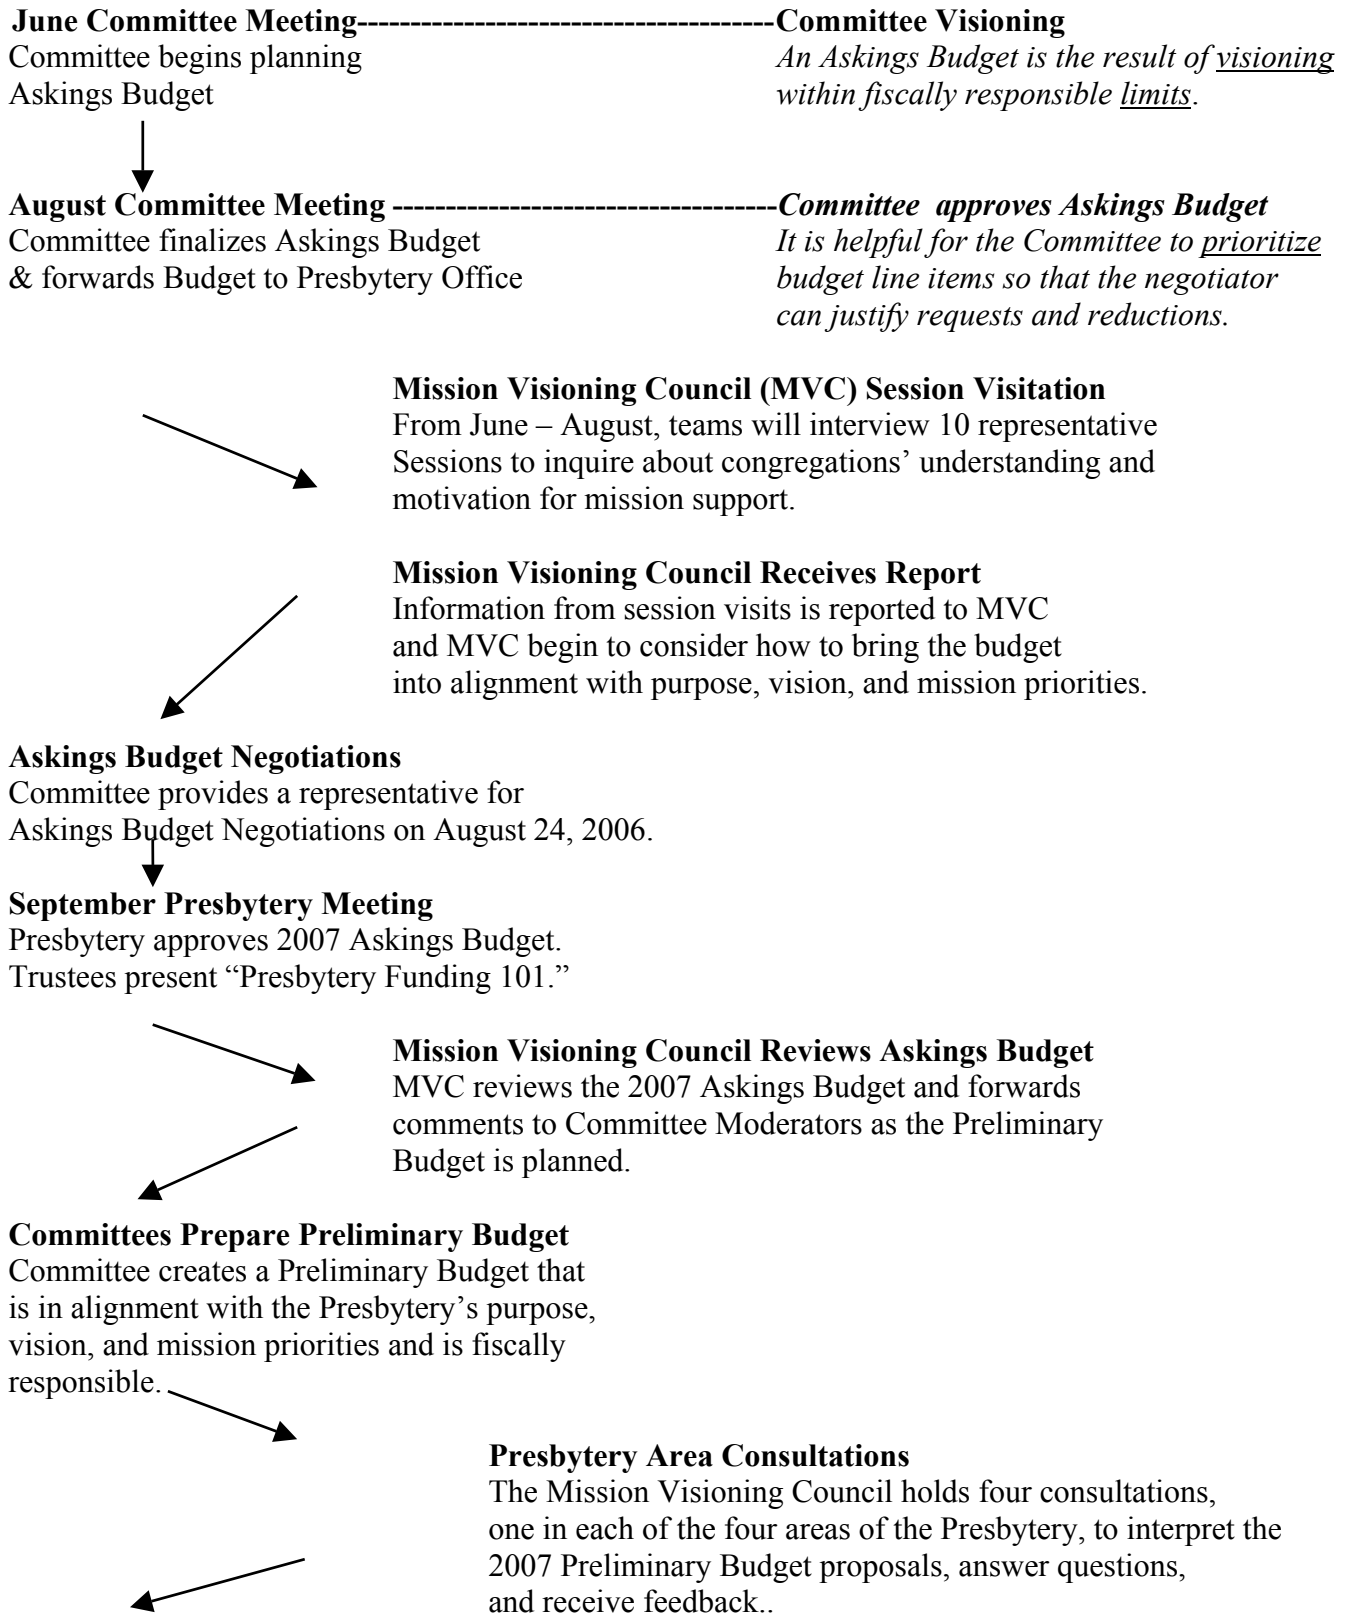 June Committee Meeting---------------------------------------Committee Visioning
Committee begins planning An Askings Budget is the result of visioning
Askings Budget within fiscally responsible limits.
August Committee Meeting ------------------------------------Committee approves Askings Budget
Committee finalizes Askings Budget It is helpful for the Committee to prioritize
& forwards Budget to Presbytery Office budget line items so that the negotiator
can justify requests and reductions.
Mission Visioning Council (MVC) Session Visitation
From June – August, teams will interview 10 representative
Sessions to inquire about congregations’ understanding and
motivation for mission support.
Mission Visioning Council Receives Report
Information from session visits is reported to MVC
and MVC begin to consider how to bring the budget
into alignment with purpose, vision, and mission priorities.
Askings Budget Negotiations
Committee provides a representative for
Askings Budget Negotiations on August 24, 2006.
September Presbytery Meeting
Presbytery approves 2007 Askings Budget.
Trustees present “Presbytery Funding 101.”
Mission Visioning Council Reviews Askings Budget
MVC reviews the 2007 Askings Budget and forwards
comments to Committee Moderators as the Preliminary
Budget is planned.
Committees Prepare Preliminary Budget
Committee creates a Preliminary Budget that
is in alignment with the Presbytery’s purpose,
vision, and mission priorities and is fiscally
responsible.
Presbytery Area Consultations
The Mission Visioning Council holds four consultations,
one in each of the four areas of the Presbytery, to interpret the
2007 Preliminary Budget proposals, answer questions,
and receive feedback..